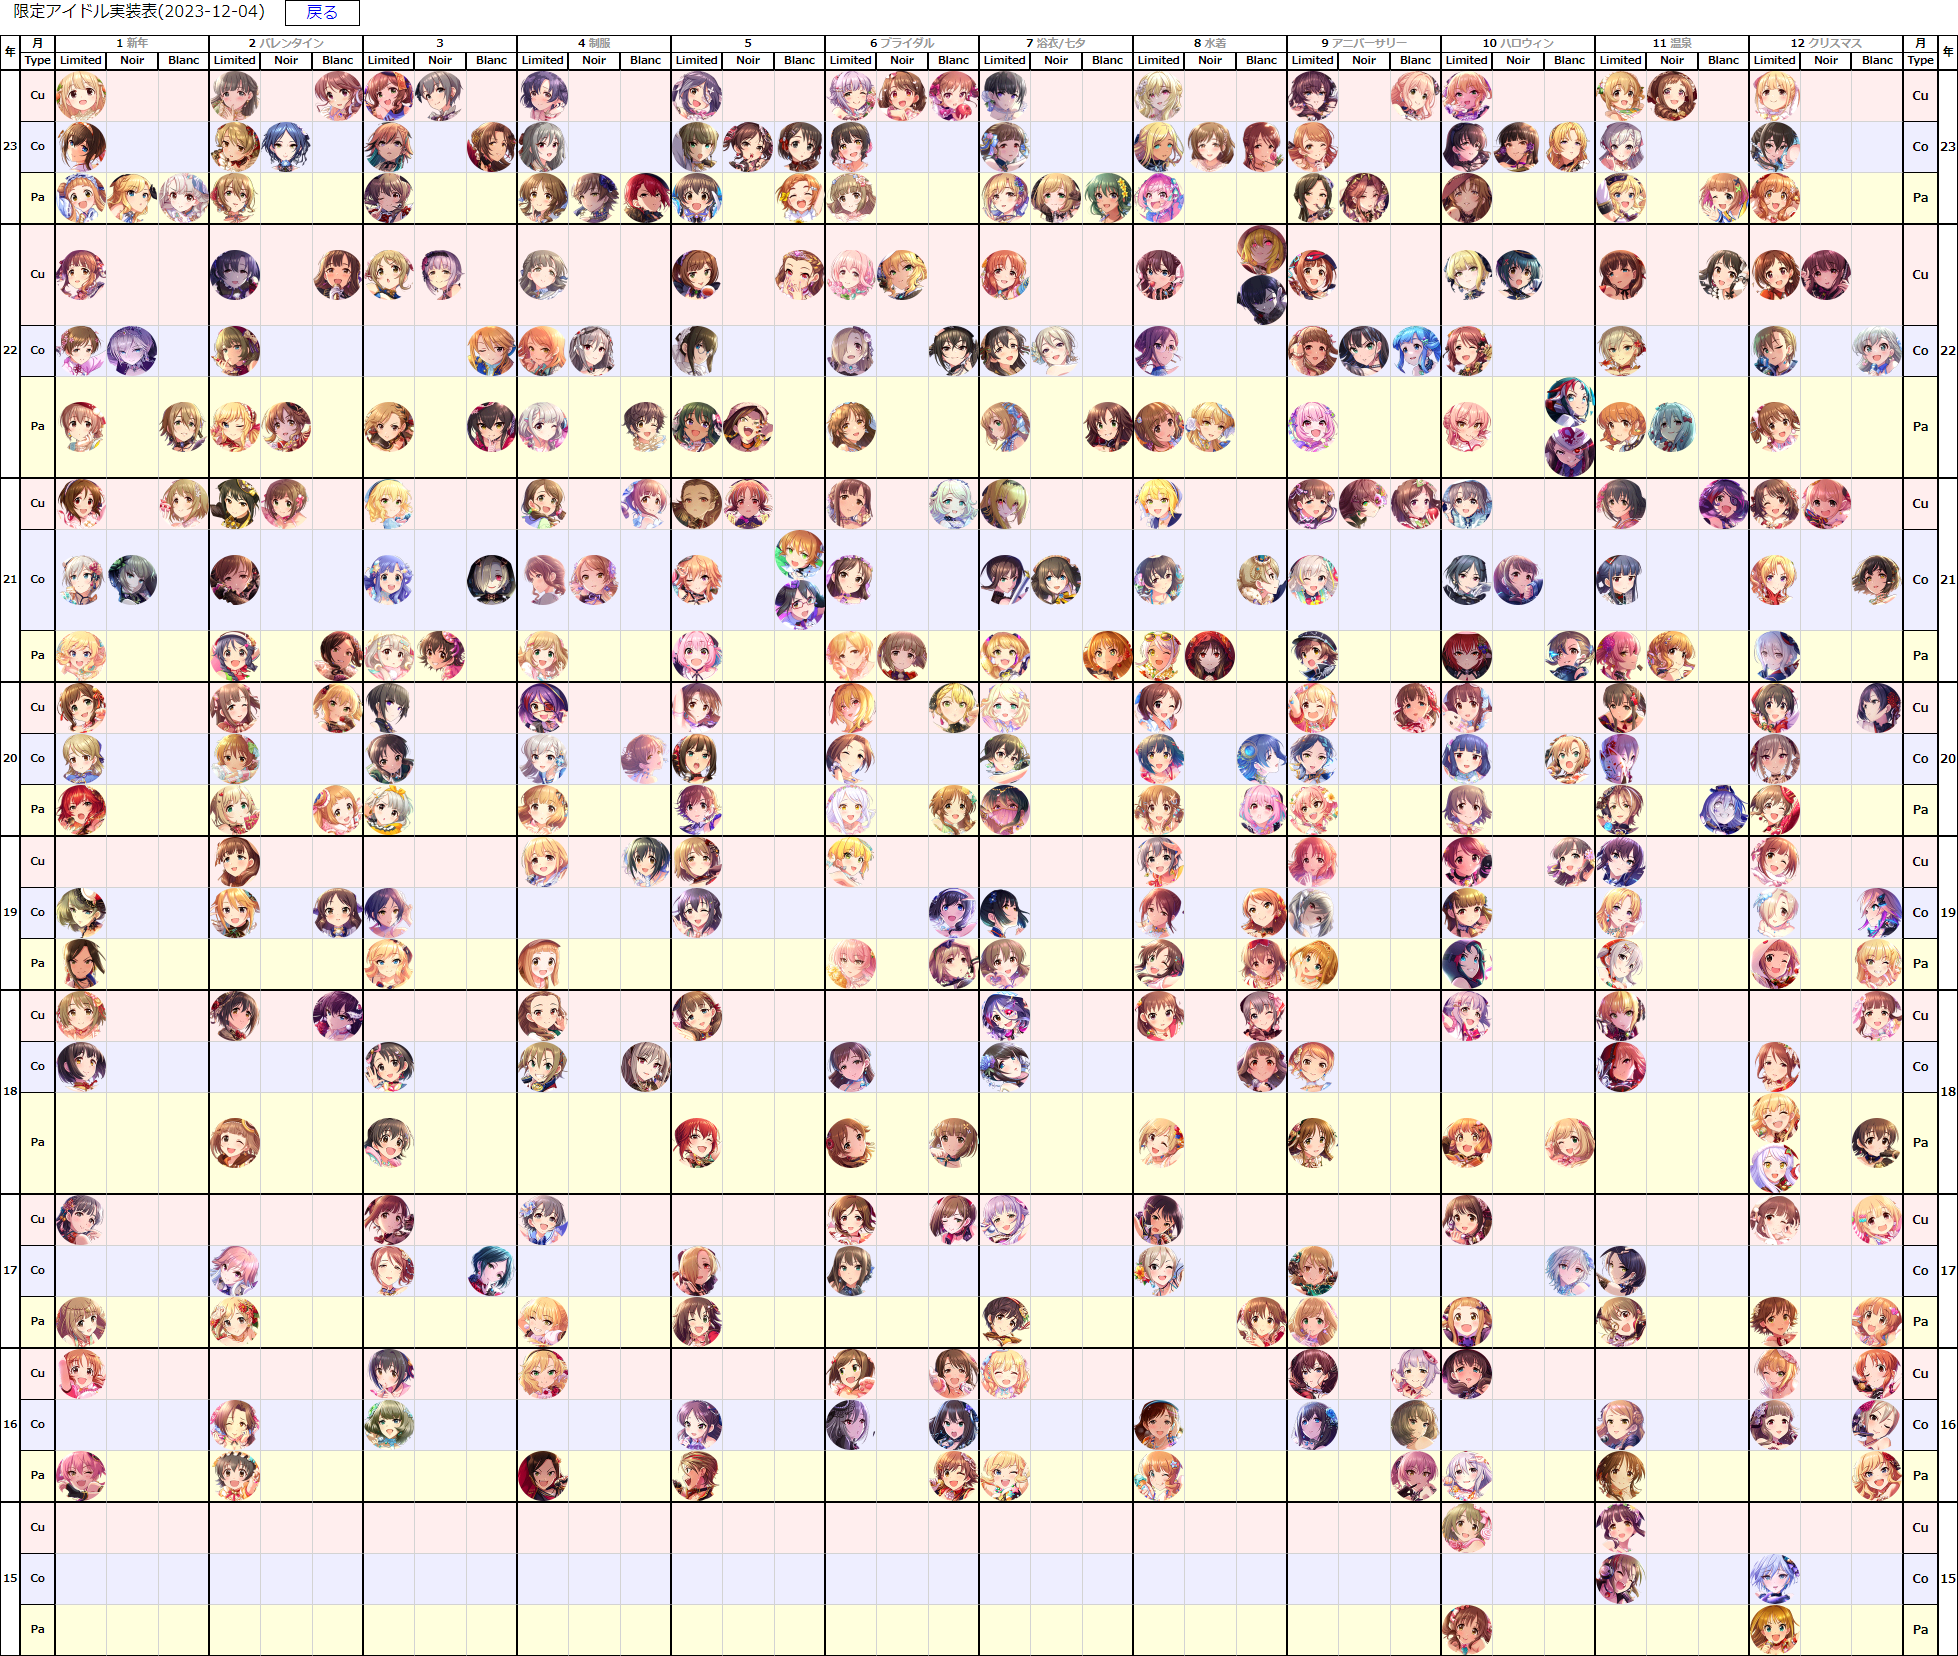 限定アイドル実装表(2023-12-04) 戻る
年 月 1 新年 2 バレンタイン 3 4 制服 5 6 ブライダル 7 浴衣/七夕 8 水着 9 アニバーサリー 10 ハロウィン 11 温泉 12 クリスマス 月 年
Type Limited Noir Blanc Limited Noir Blanc Limited Noir Blanc Limited Noir Blanc Limited Noir Blanc Limited Noir Blanc Limited Noir Blanc Limited Noir Blanc Limited Noir Blanc Limited Noir Blanc Limited Noir Blanc Limited Noir Blanc Type
Cu Cu
23 Co Co 23
Pa Pa
Cu Cu
22 Co Co 22
Pa Pa
Cu Cu
21 Co Co 21
Pa Pa
Cu Cu
20 Co Co 20
Pa Pa
Cu Cu
19 Co Co 19
Pa Pa
Cu Cu
Co Co
18 18
Pa Pa
Cu Cu
17 Co Co 17
Pa Pa
Cu Cu
16 Co Co 16
Pa Pa
Cu Cu
15 Co Co 15
Pa Pa